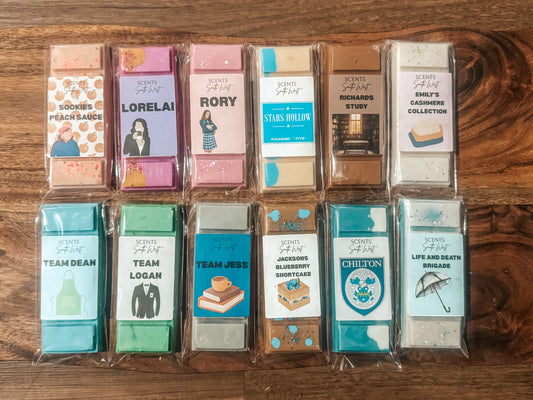 SCENTS
South West
SOOKIES
PEACH SAUCE
SCENTS
South West
LORELAI
SCENTS
South West
RORY
SCENTS
South West
STARS HOLLOW
FOUNDED 1779
SCENTS
South West
RICHARDS
STUDY
SCENTS
South West
EMILY'S
CASHMERE
COLLECTION
SCENTS
South West
TEAM DEAN
SCENTS
South West
TEAM
LOGAN
SCENTS
South West
TEAM JESS
SCENTS
South West
JACKSONS
BLUEBERRY
SHORTCAKE
SCENTS
South West
CHILTON
SCENTS
South West
LIFE AND DEATH
BRIGADE